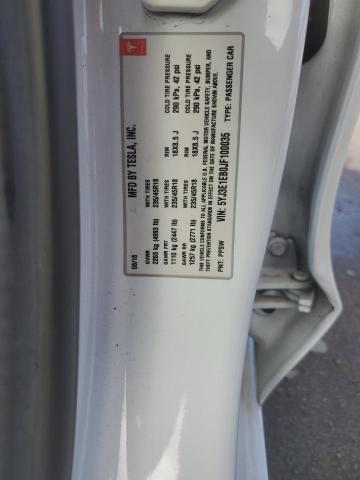 MFD BY TESLA, INC.
08/18
GVWR
2265 kg (4993 lb)
GAWR FRT WITH TIRES RIM COLD TIRE PRESSURE
1110 kg (2447 lb) 235/45R18 18X8.5 J 290 kPa, 42 psi
GAWR RR WITH TIRES RIM COLD TIRE PRESSURE
1257 kg (2771 lb) 235/45R18 18X8.5 J 290 kPa, 42 psi
THIS VEHICLE CONFORMS TO ALL APPLICABLE U.S. FEDERAL MOTOR VEHICLE SAFETY, BUMPER, AND
THEFT PREVENTION STANDARDS IN EFFECT ON THE DATE OF MANUFACTURE SHOWN ABOVE.
VIN: 5YJ3E1EB0JF100035
PNT: PPSW TYPE: PASSENGER CAR